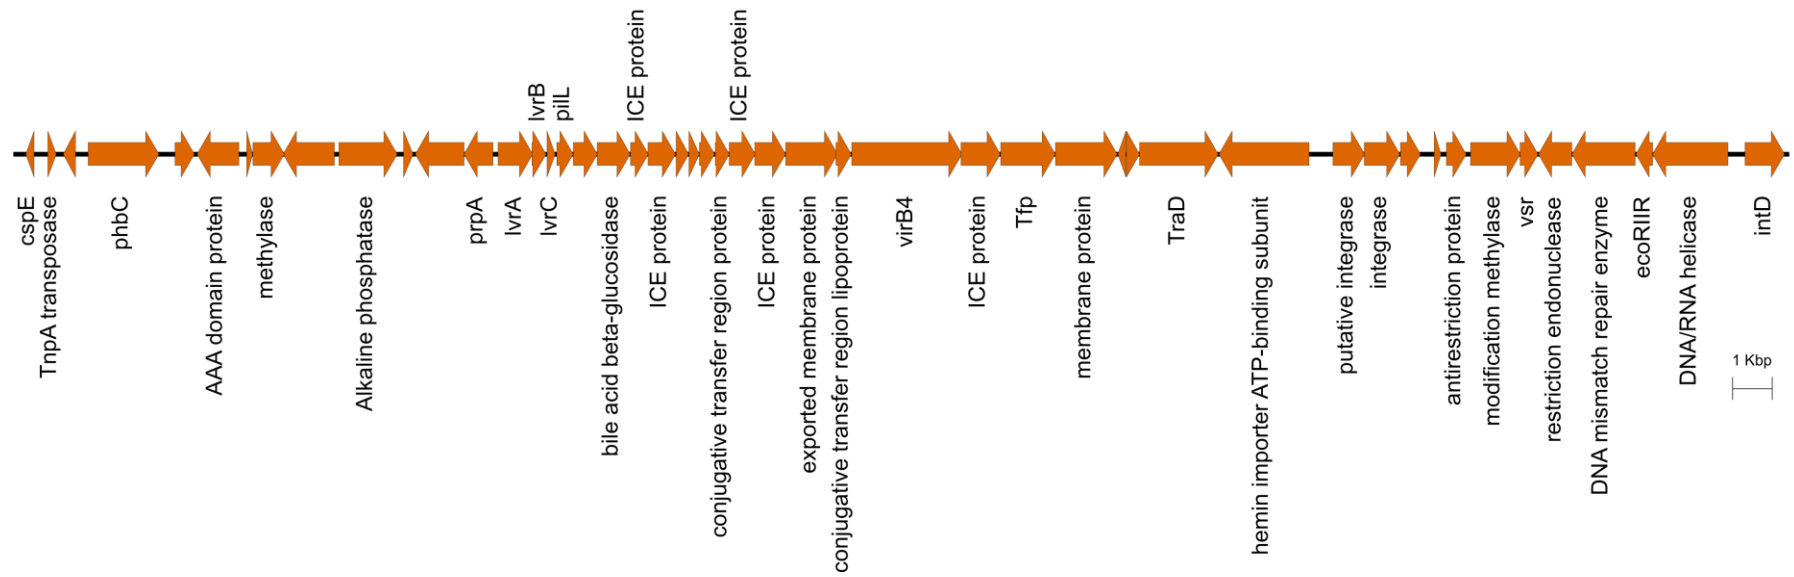 ICE protein
ICE protein
lvrB
pilL
cspE
TnpA transposase
phbC
AAA domain protein
methylase
Alkaline phosphatase
prpA
lvrA
lvrC
bile acid beta-glucosidase
ICE protein
conjugative transfer region protein
ICE protein
exported membrane protein
conjugative transfer region lipoprotein
virB4
ICE protein
Tfp
membrane protein
TraD
hemin importer ATP-binding subunit
putative integrase
integrase
antirestriction protein
modification methylase
vsr
restriction endonuclease
DNA mismatch repair enzyme
ecoRIIR
DNA/RNA helicase
intD
1 Kbp